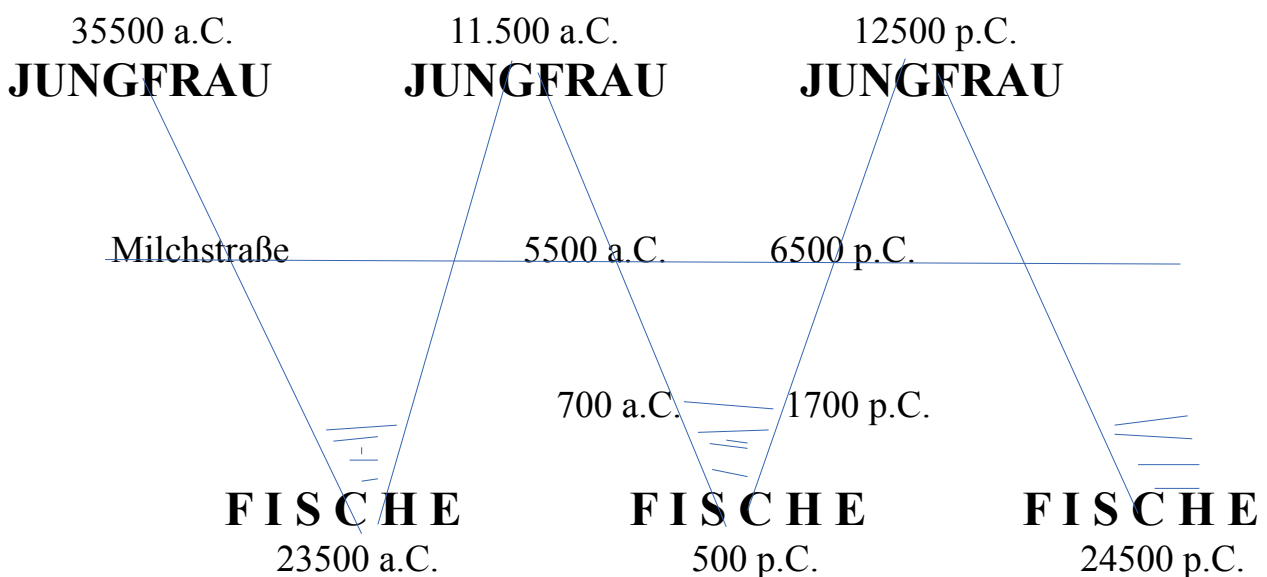 35500 a.C. 11.500 a.C. 12500 p.C.
JUNGFRAU JUNGFRAU JUNGFRAU
Milchstraße 5500 a.C. 6500 p.C.
700 a.C. 1700 p.C.
F I S C H E F I S C H E F I S C H E
23500 a.C. 500 p.C. 24500 p.C.